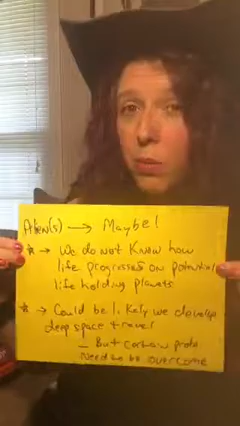 Alien(s) → Maybe!
* → We do not know how
life progresses on potential
life holding planets
* → Could be likely we develop
deep space travel
– But certain prob
Need to be overcome